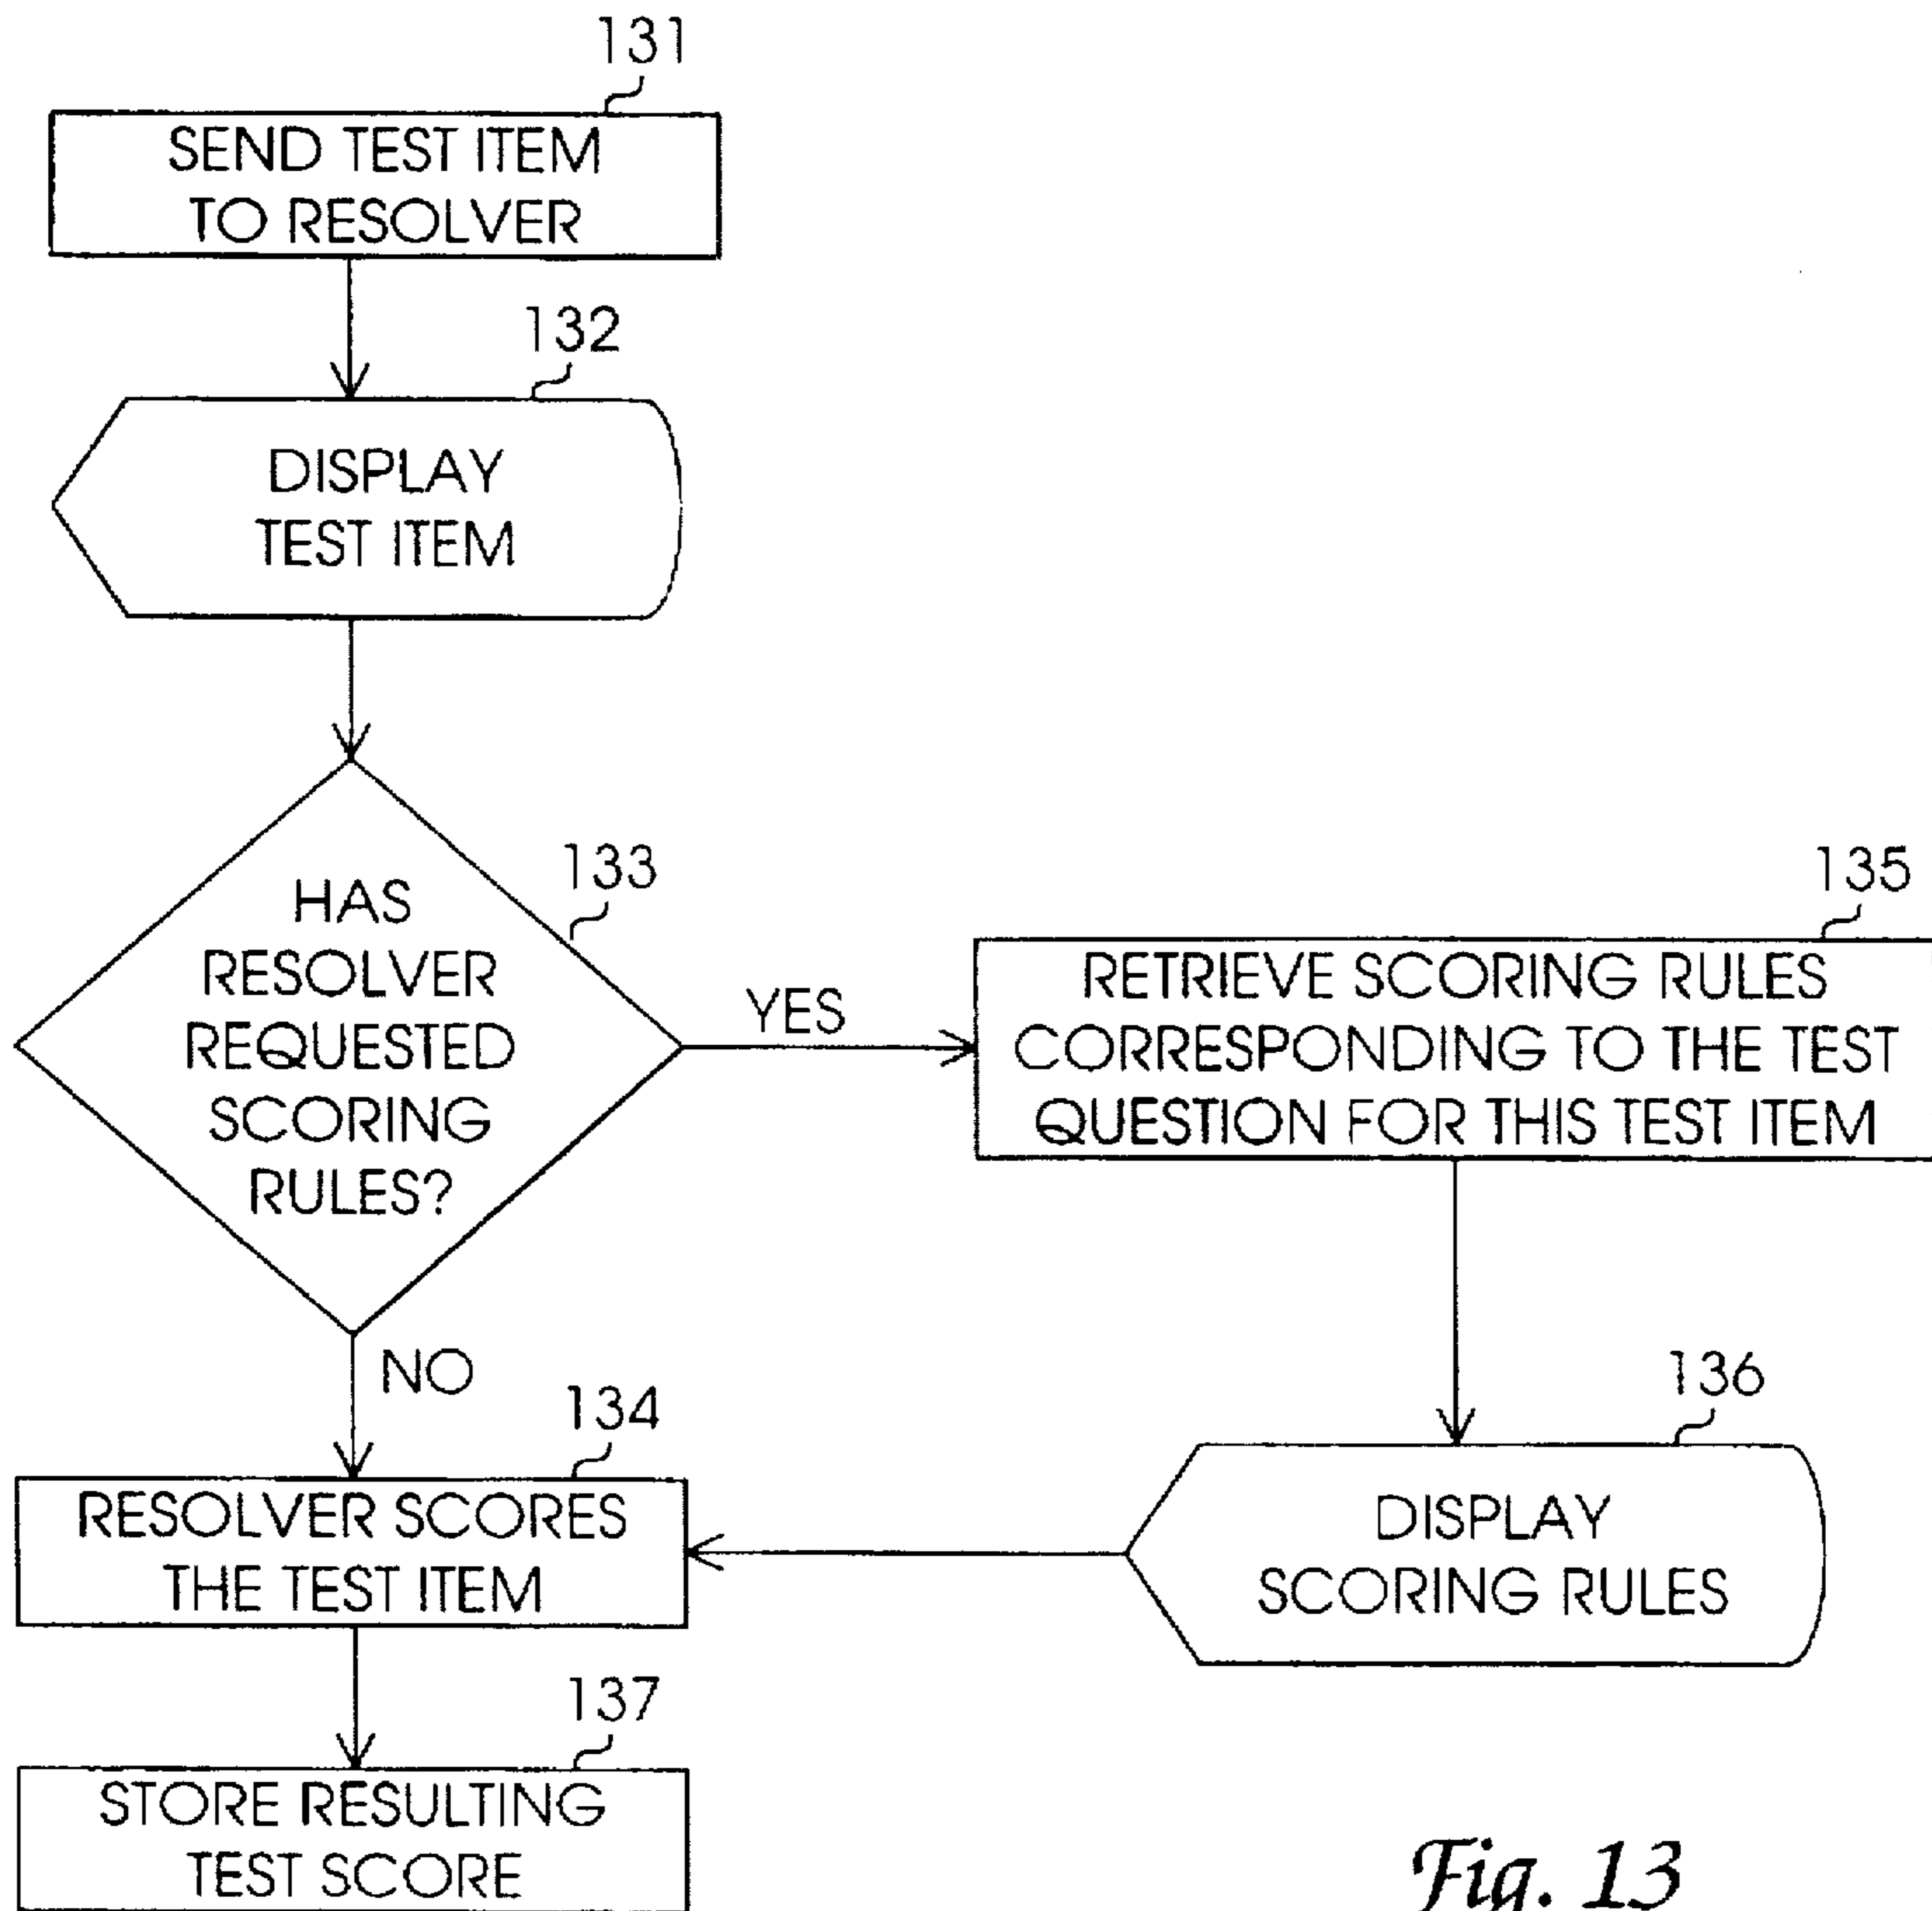 131
SEND TEST ITEM
TO RESOLVER
132
DISPLAY
TEST ITEM
133
HAS
RESOLVER
REQUESTED
SCORING
RULES?
YES
135
RETRIEVE SCORING RULES
CORRESPONDING TO THE TEST
QUESTION FOR THIS TEST ITEM
NO
134
RESOLVER SCORES
THE TEST ITEM
136
DISPLAY
SCORING RULES
137
STORE RESULTING
TEST SCORE
Fig. 13